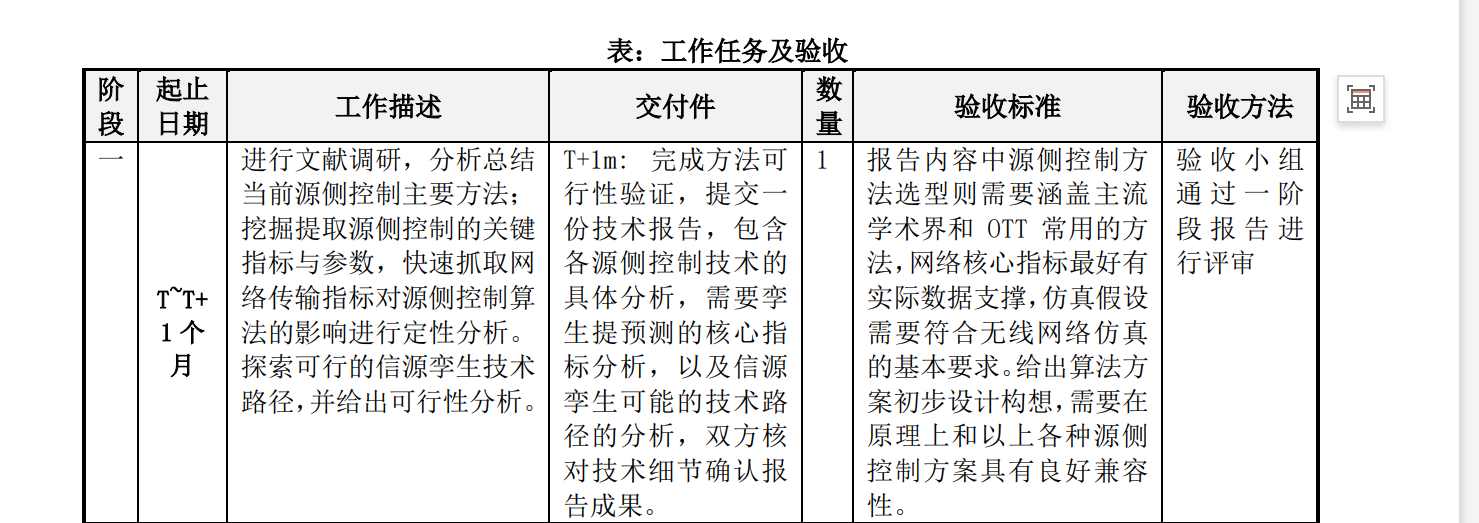 表：工作任务及验收
阶段
起止日期
工作描述
交付件
数量
验收标准
验收方法
一
T~T+
1个
月
进行文献调研，分析总结
当前源侧控制主要方法；
挖掘提取源侧控制的关键
指标与参数，快速抓取网
络传输指标对源侧控制算
法的影响进行定性分析。
探索可行的信源孪生技术
路径，并给出可行性分析。
T+1m: 完成方法可
行性验证，提交一
份技术报告，包含
各源侧控制技术的
具体分析，需要孪
生提预测的核心指
标分析，以及信源
孪生可能的技术路
径的分析，双方核
对技术细节确认报
告成果。
1
报告内容中源侧控制方
法选型则需要涵盖主流
学术界和 OTT 常用的方
法，网络核心指标最好有
实际数据支撑，仿真假设
需要符合无线网络仿真
的基本要求。给出算法方
案初步设计构想，需要在
原理上和以上各种源侧
控制方案具有良好兼容
性。
验收小组
通过一阶
段报告进
行评审